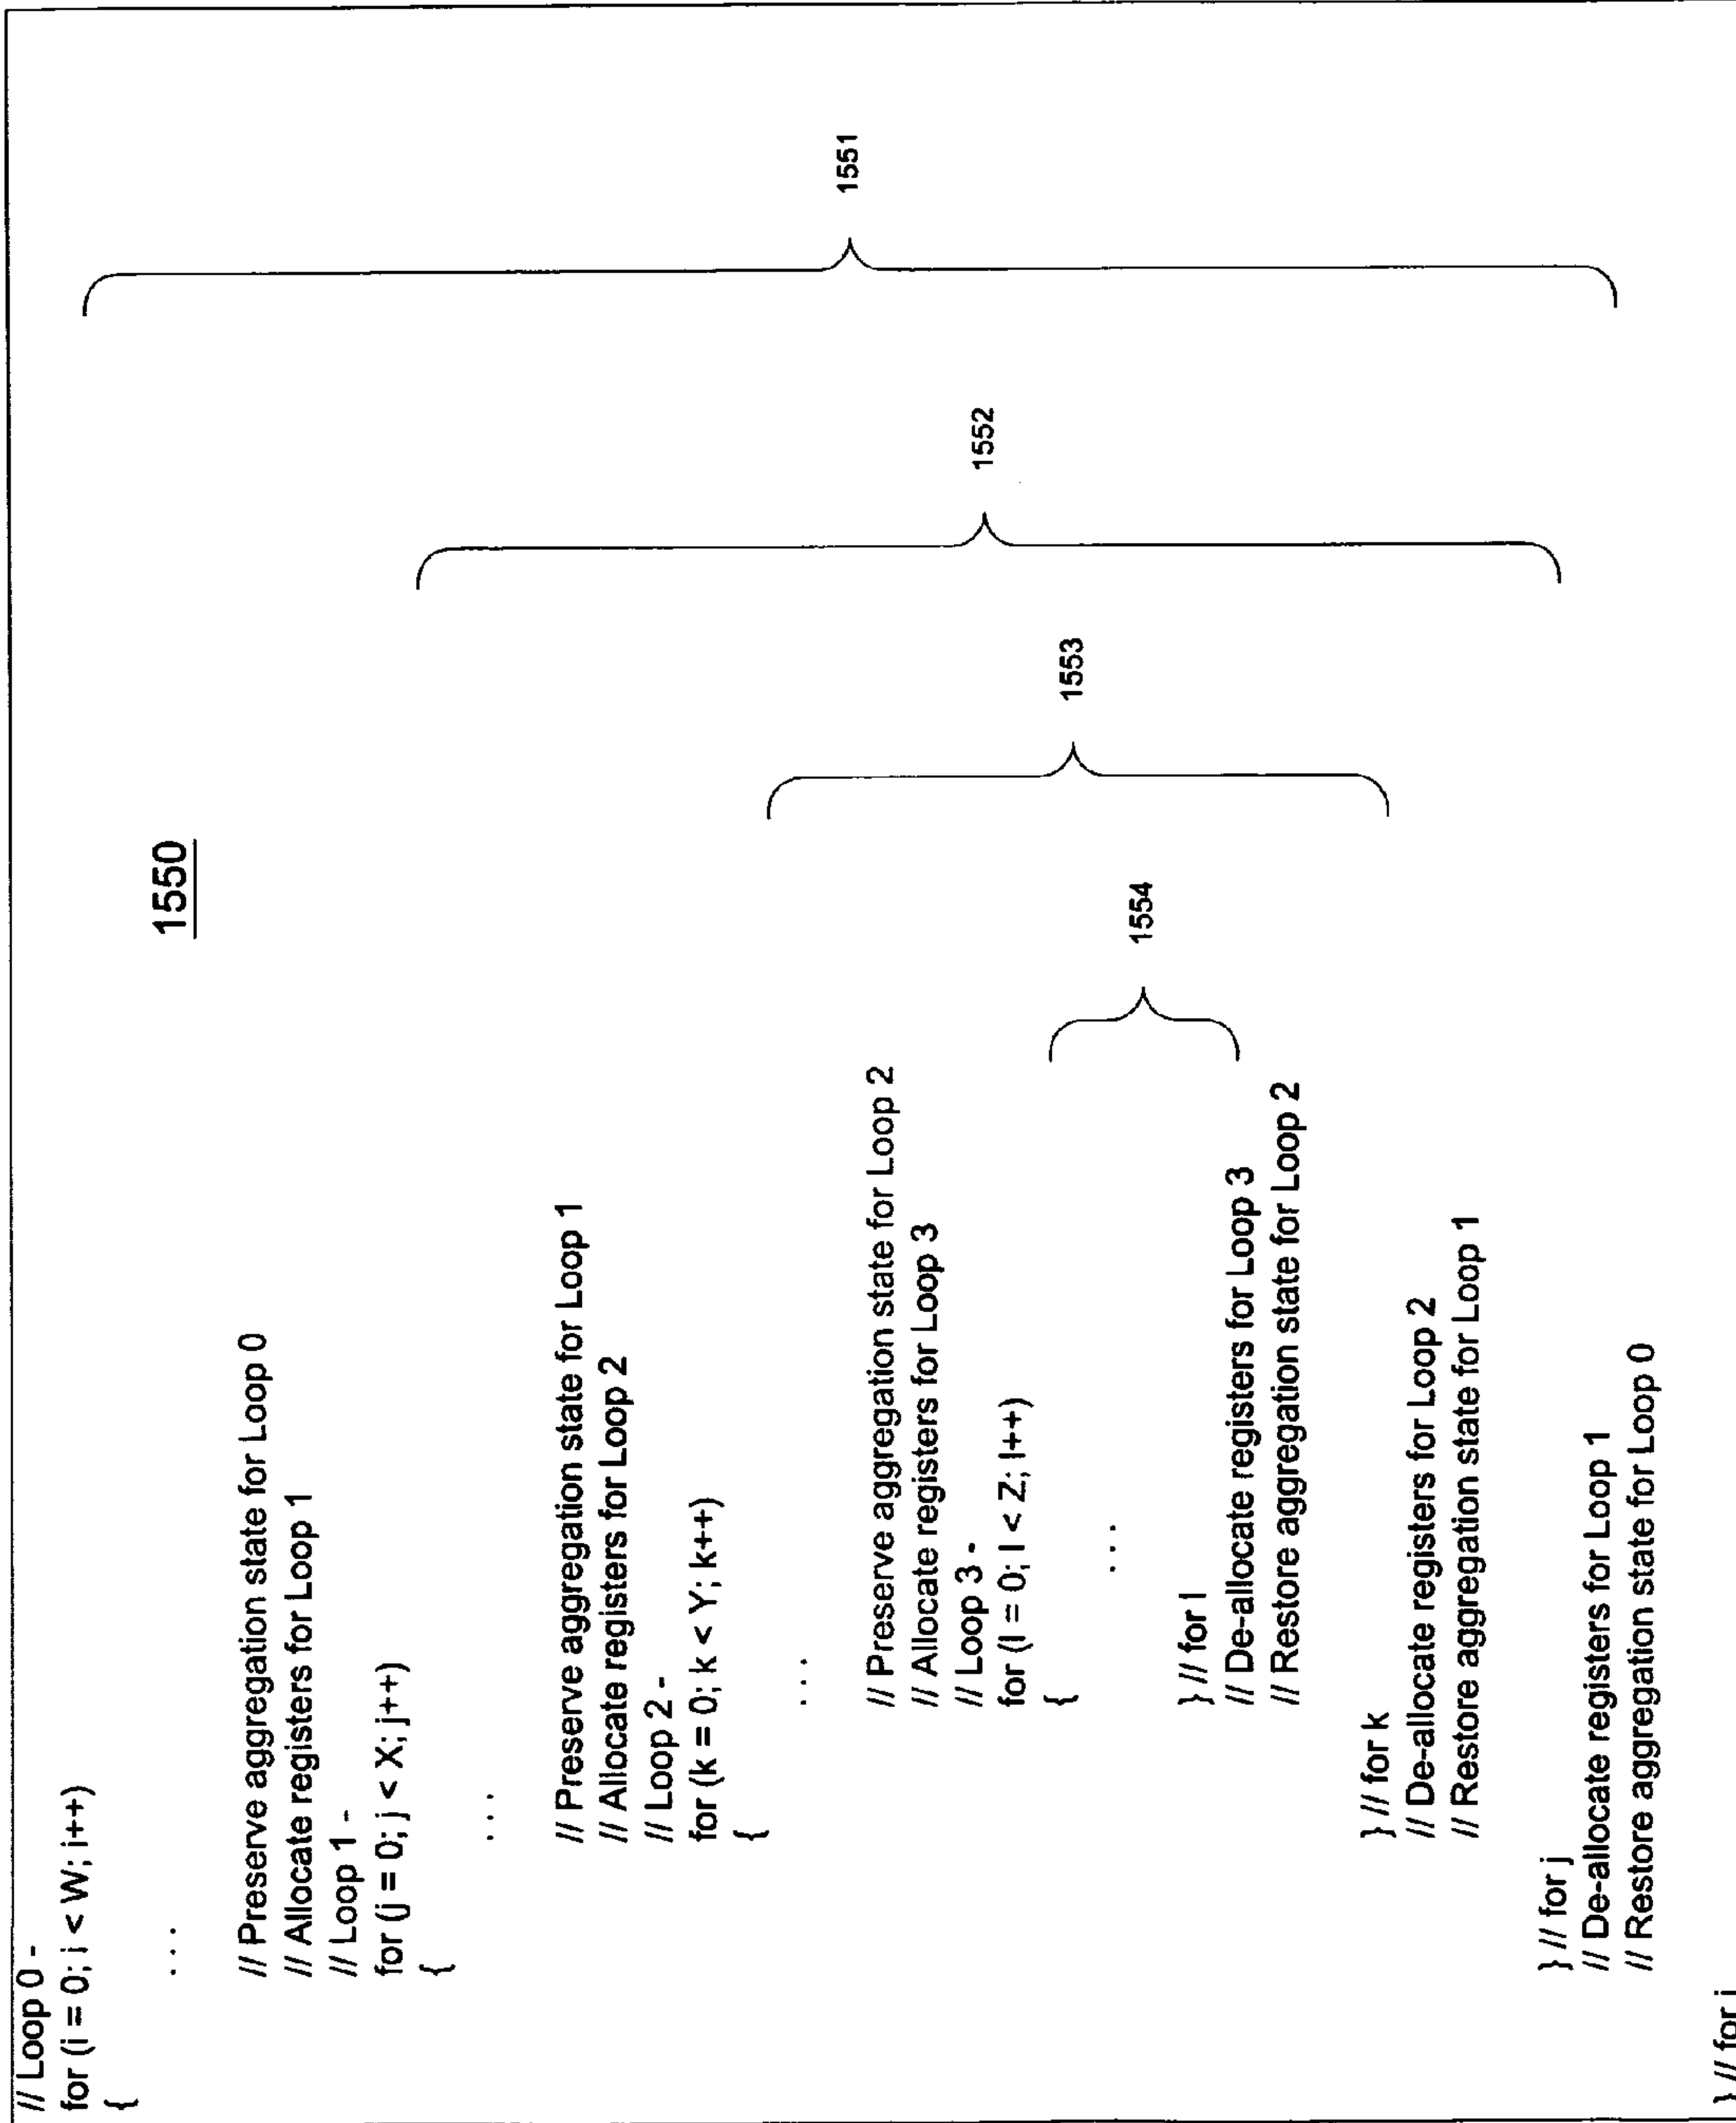 // Loop 0 -
for (i = 0; i < W; i++)
{
1550
. . .
// Preserve aggregation state for Loop 0
// Allocate registers for Loop 1
// Loop 1 -
for (j = 0; j < X; j++)
{
. . .
// Preserve aggregation state for Loop 1
// Allocate registers for Loop 2
// Loop 2 -
for (k = 0; k < Y; k++)
{
. . .
// Preserve aggregation state for Loop 2
// Allocate registers for Loop 3
// Loop 3 -
for (l = 0; l < Z; l++)
{
. . .
} // for l
// De-allocate registers for Loop 3
// Restore aggregation state for Loop 2
} // for k
// De-allocate registers for Loop 2
// Restore aggregation state for Loop 1
} // for j
// De-allocate registers for Loop 1
// Restore aggregation state for Loop 0
} // for i
1554
1553
1552
1551